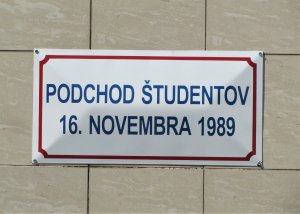 PODCHOD ŠTUDENTOV
16. NOVEMBRA 1989